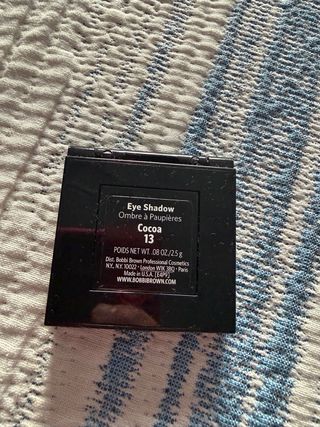 Eye Shadow
Ombre à Paupières
Cocoa
13
POIDS NET WT. .08 OZ./2.5 g
Dist. Bobbi Brown Professional Cosmetics
N.Y., N.Y. 10022 • London W1K 3BQ • Paris
Made in U.S.A. [E4P9]
WWW.BOBBIBROWN.COM